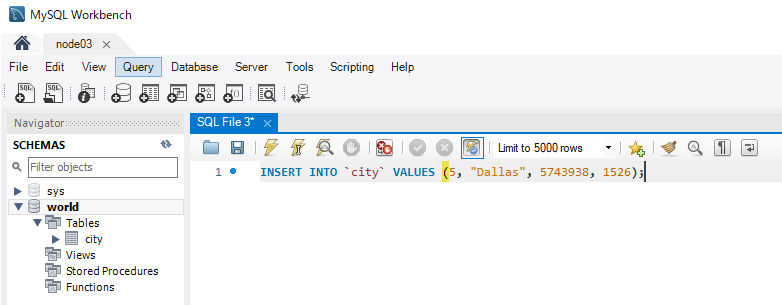 MySQL Workbench
node03
File Edit View Query Database Server Tools Scripting Help
SQL SQL
Navigator
SQL File 3*
SCHEMAS
Filter objects
Limit to 5000 rows
1 INSERT INTO `city` VALUES (5, "Dallas", 5743938, 1526);
sys
world
Tables
city
Views
Stored Procedures
Functions